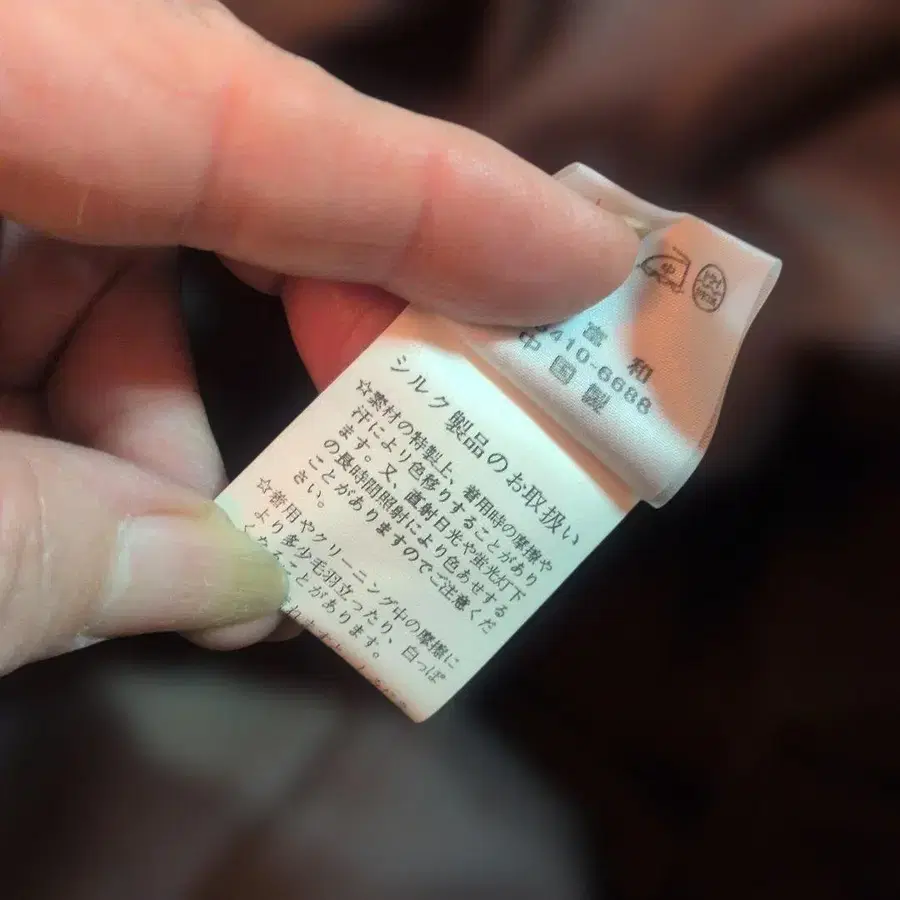 中
富和
3410-6688
中国製
シルク製品のお取扱い
☆素材の特製上、着用時の摩擦や
汗により色移りすることがあり
ます。又、直射日光や蛍光灯下
の長時間照射により色あせする
ことがありますのでご注意くだ
さい。
☆着用やクリーニング中の摩擦に
より多少毛羽立ったり、白っぽ
くなることがあります。